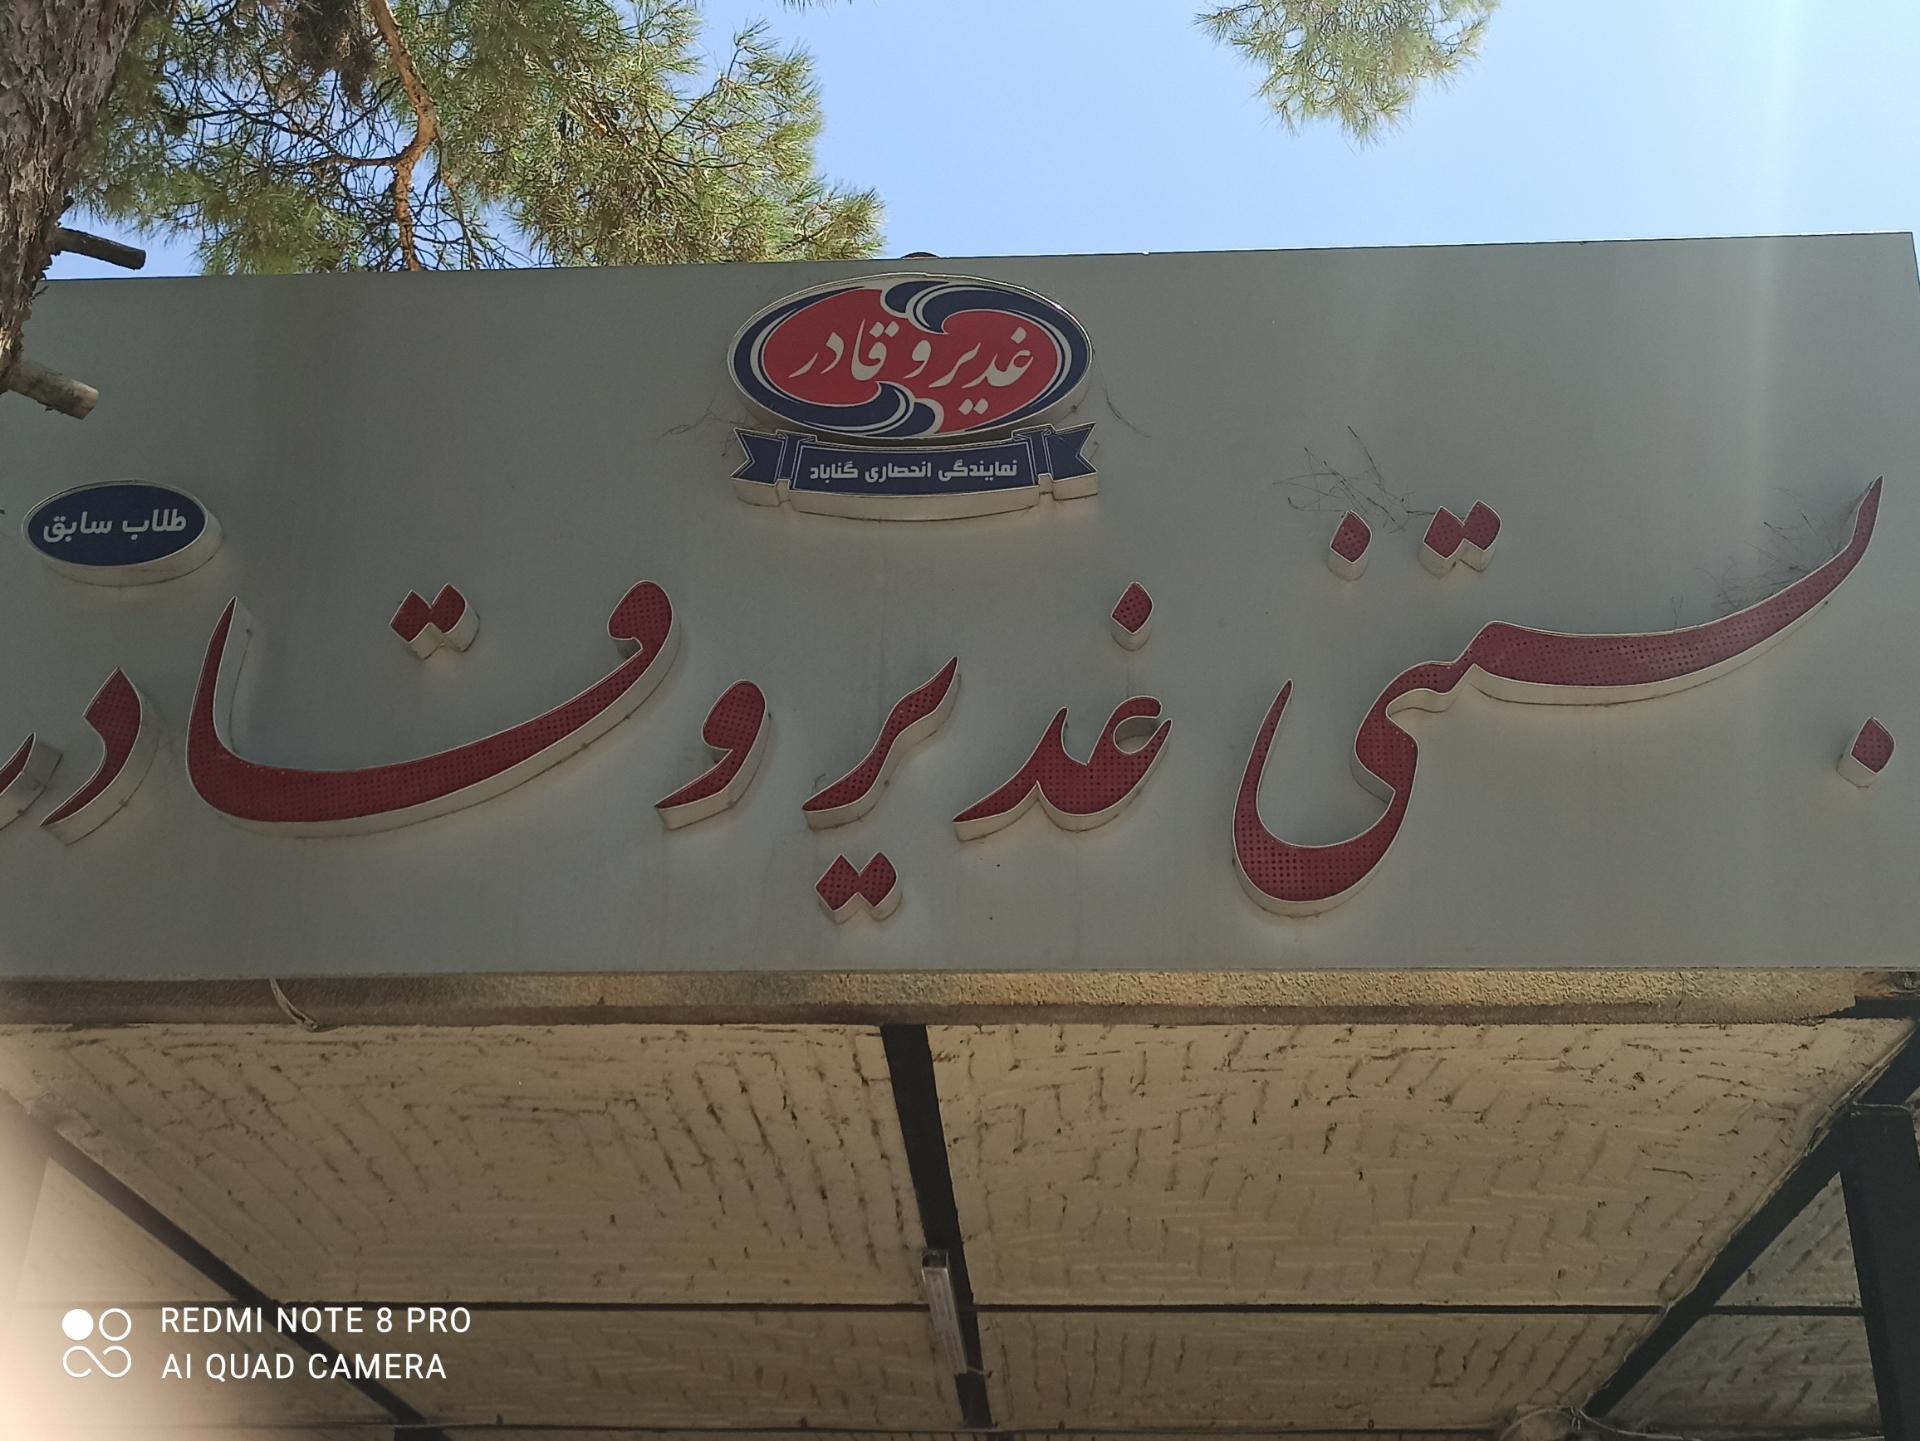 غدیر و قادر
نمایندگی انحصاری گناباد
طلاب سابق
بستنی غدیر و قادر
REDMI NOTE 8 PRO
AI QUAD CAMERA